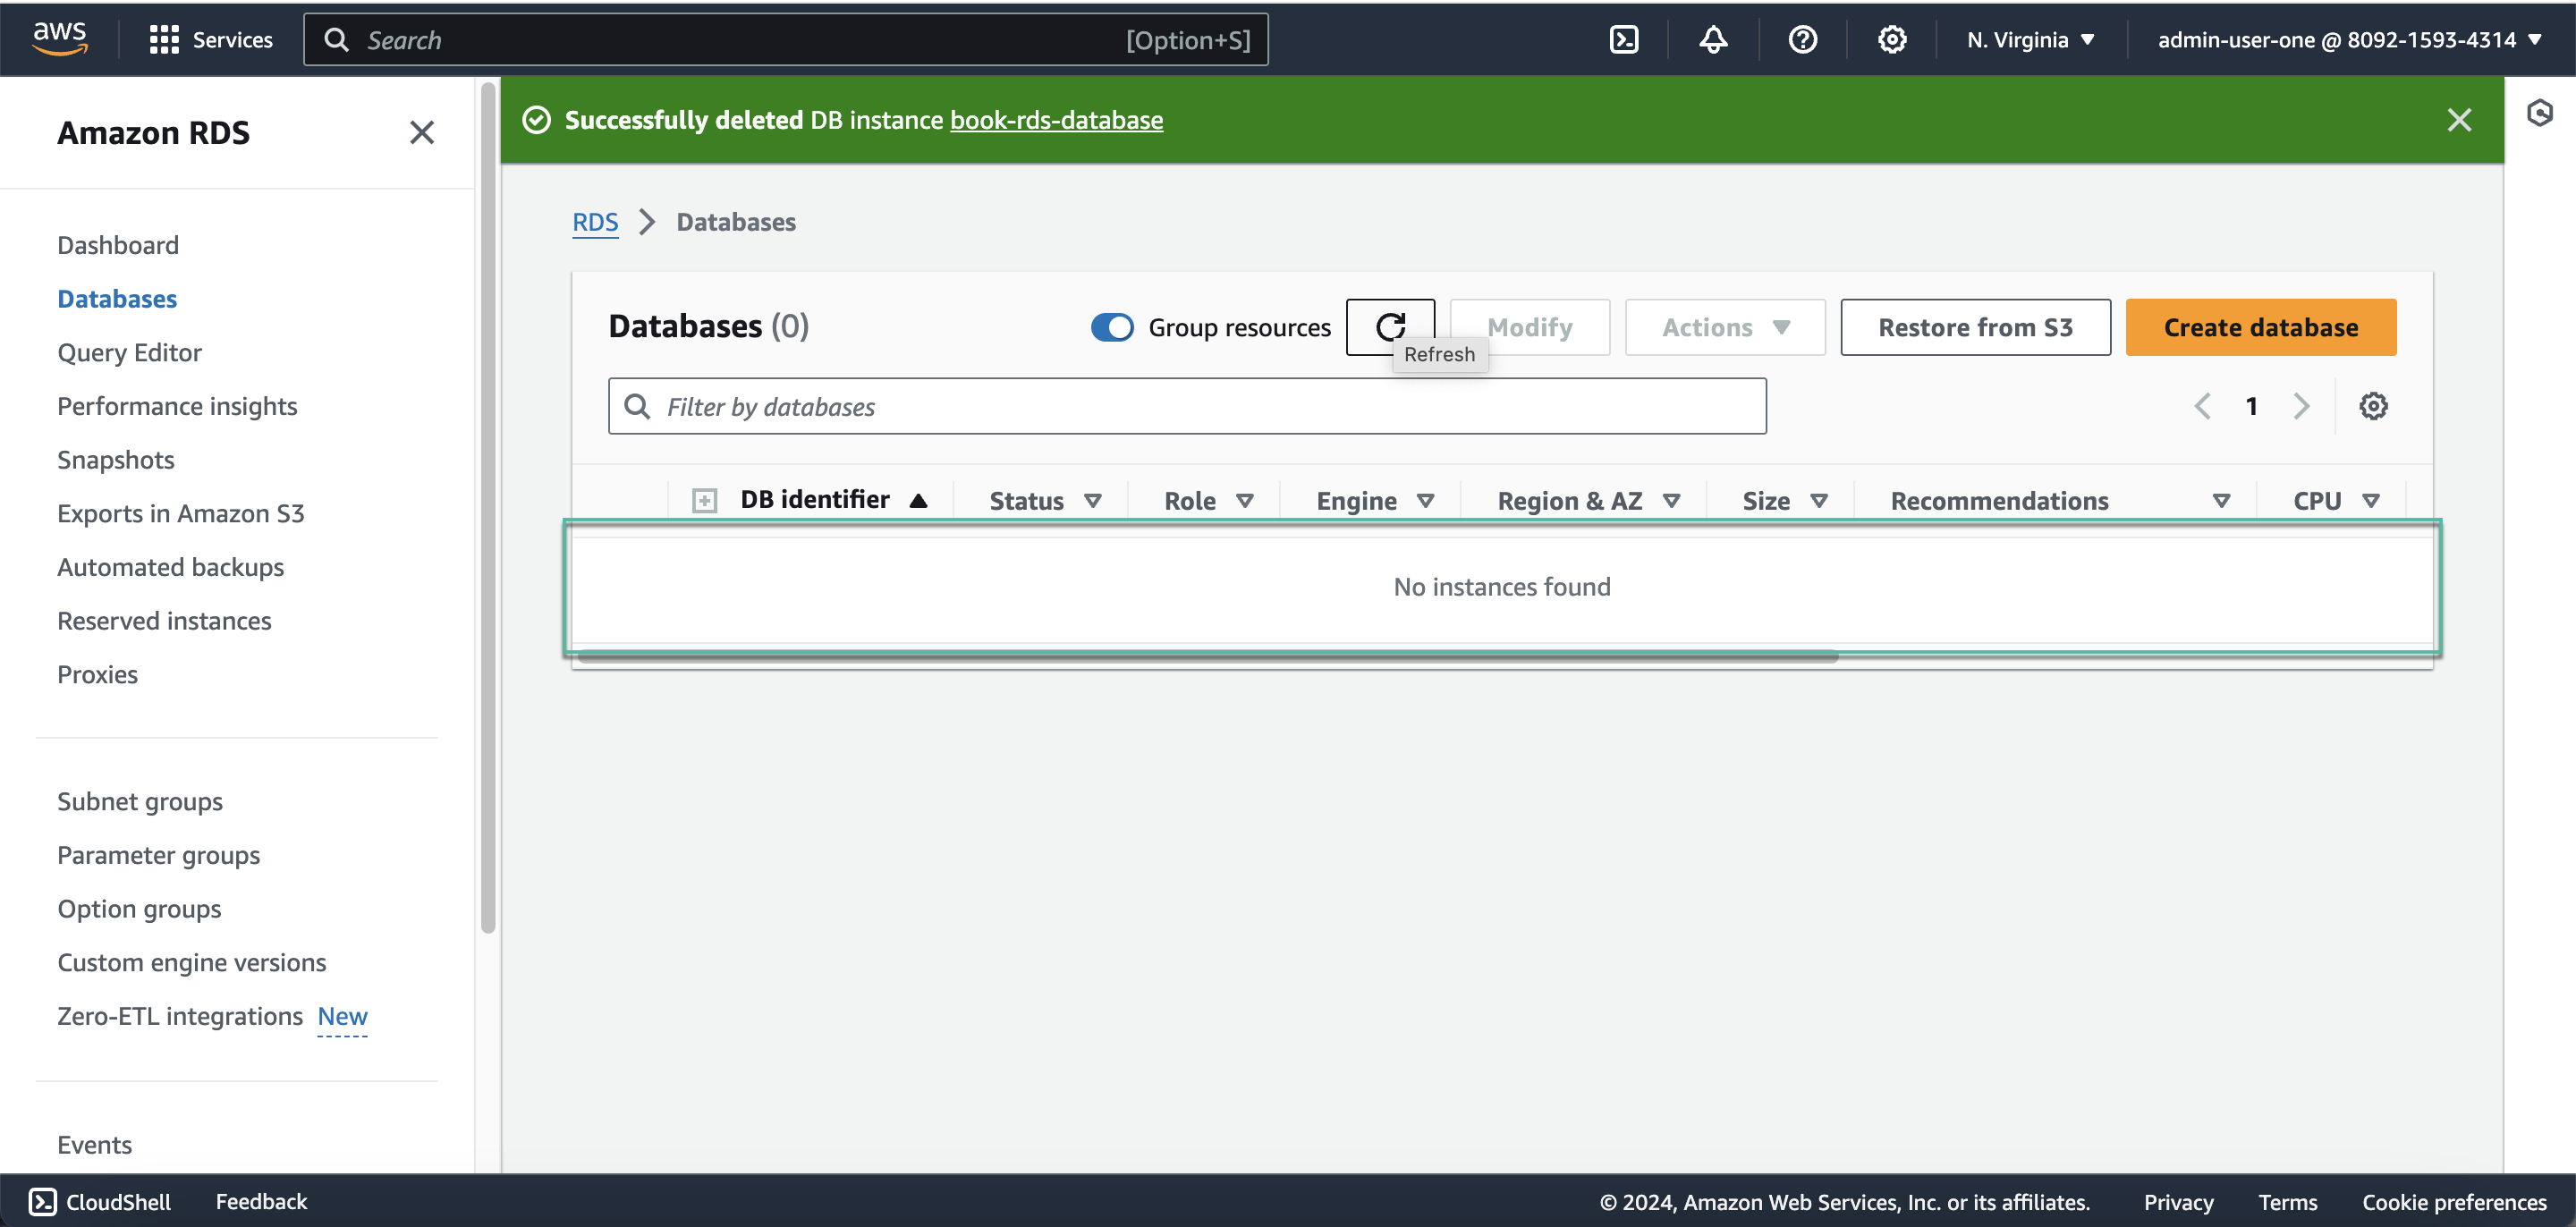 aws
Services
Search
[Option+S]
N. Virginia
admin-user-one @ 8092-1593-4314
Amazon RDS
Dashboard
Databases
Query Editor
Performance insights
Snapshots
Exports in Amazon S3
Automated backups
Reserved instances
Proxies
Subnet groups
Parameter groups
Option groups
Custom engine versions
Zero-ETL integrations New
Events
Successfully deleted DB instance book-rds-database
RDS Databases
Databases (0)
Group resources
Refresh
Modify
Actions
Restore from S3
Create database
Filter by databases
1
DB identifier Status Role Engine Region & AZ Size Recommendations CPU
No instances found
CloudShell
Feedback
© 2024, Amazon Web Services, Inc. or its affiliates.
Privacy
Terms
Cookie preferences